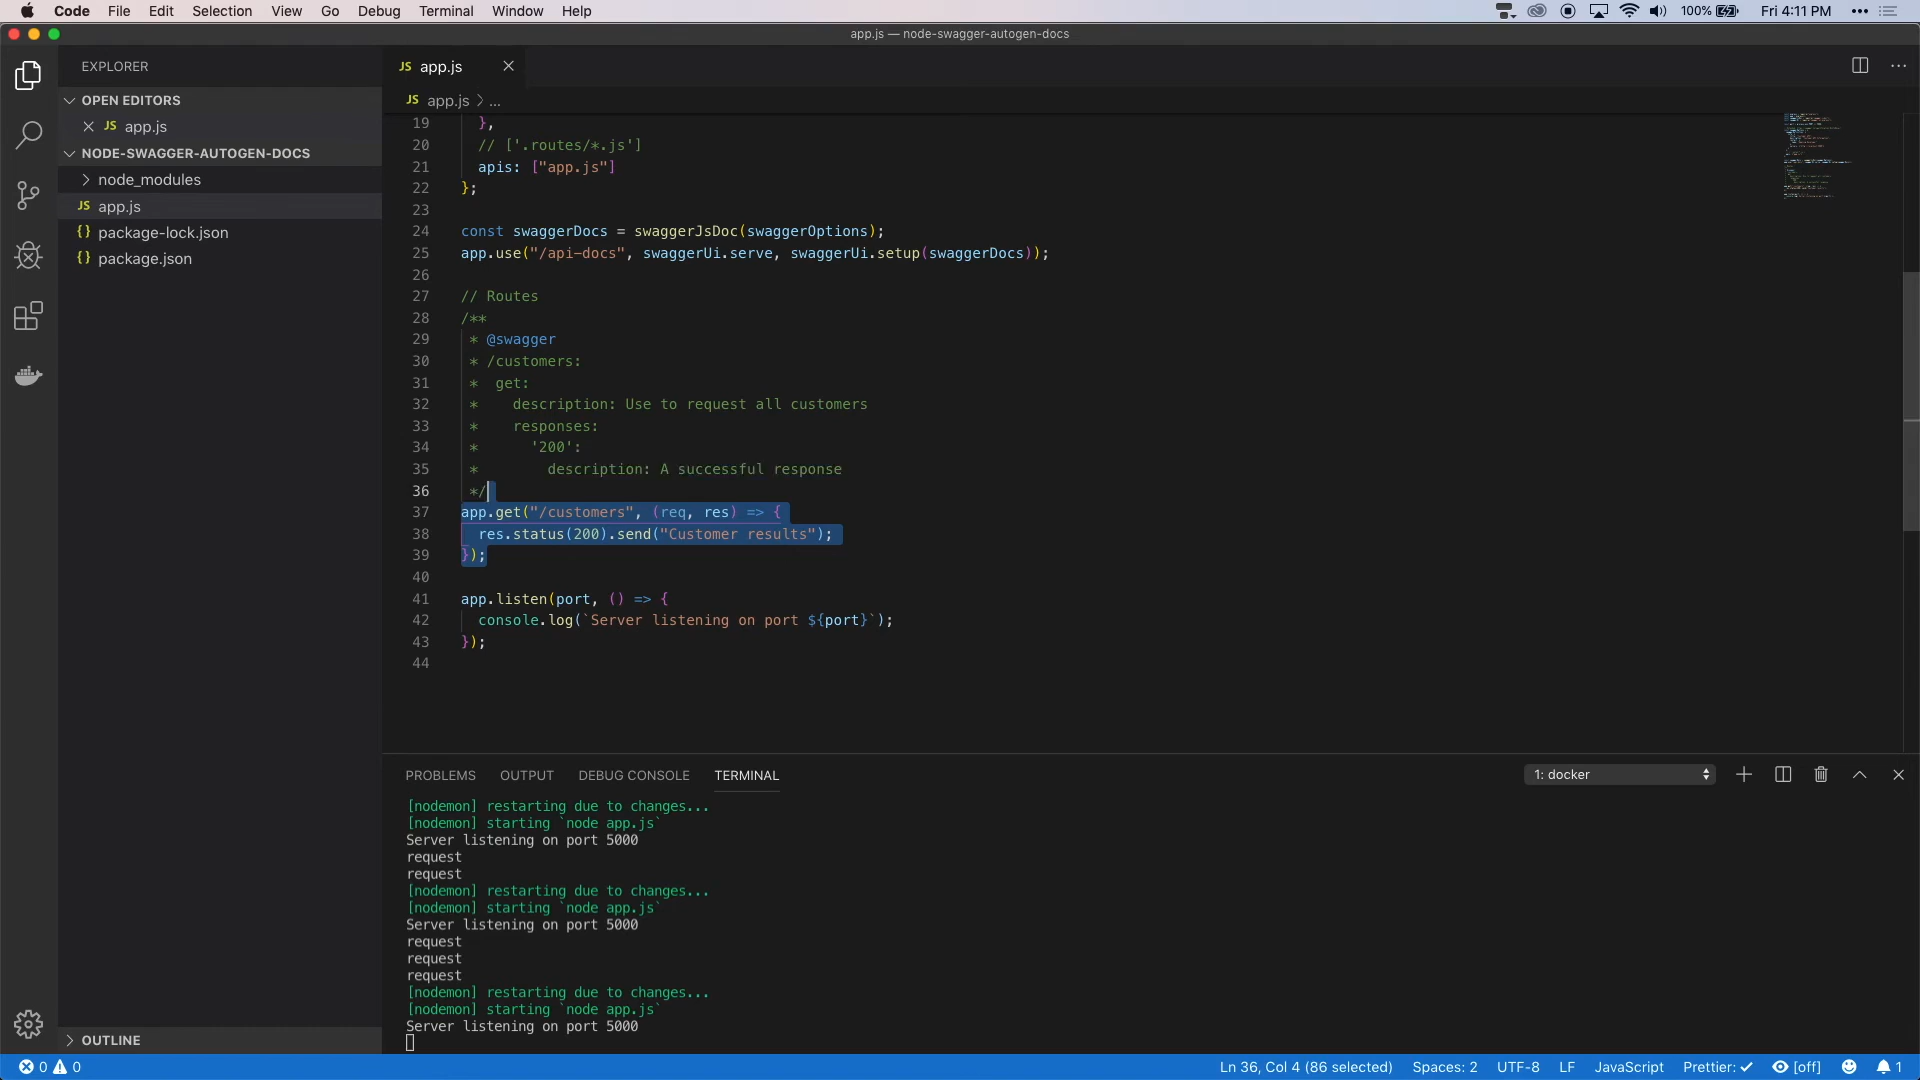 Code File Edit Selection View Go Debug Terminal Window Help 100% Fri 4:11 PM
app.js — node-swagger-autogen-docs
EXPLORER
OPEN EDITORS
JS app.js
NODE-SWAGGER-AUTOGEN-DOCS
node_modules
JS app.js
{} package-lock.json
{} package.json
OUTLINE
JS app.js
JS app.js > ...
19 },
20 // ['.routes/*.js']
21 apis: ["app.js"]
22 };
23
24 const swaggerDocs = swaggerJsDoc(swaggerOptions);
25 app.use("/api-docs", swaggerUi.serve, swaggerUi.setup(swaggerDocs));
26
27 // Routes
28 /**
29 * @swagger
30 * /customers:
31 * get:
32 * description: Use to request all customers
33 * responses:
34 * '200':
35 * description: A successful response
36 */
37 app.get("/customers", (req, res) => {
38 res.status(200).send("Customer results");
39 });
40
41 app.listen(port, () => {
42 console.log(`Server listening on port ${port}`);
43 });
44
PROBLEMS OUTPUT DEBUG CONSOLE TERMINAL 1: docker
[nodemon] restarting due to changes...
[nodemon] starting `node app.js`
Server listening on port 5000
request
request
[nodemon] restarting due to changes...
[nodemon] starting `node app.js`
Server listening on port 5000
request
request
request
[nodemon] restarting due to changes...
[nodemon] starting `node app.js`
Server listening on port 5000
0 0 Ln 36, Col 4 (86 selected) Spaces: 2 UTF-8 LF JavaScript Prettier: ✓ [off] 1